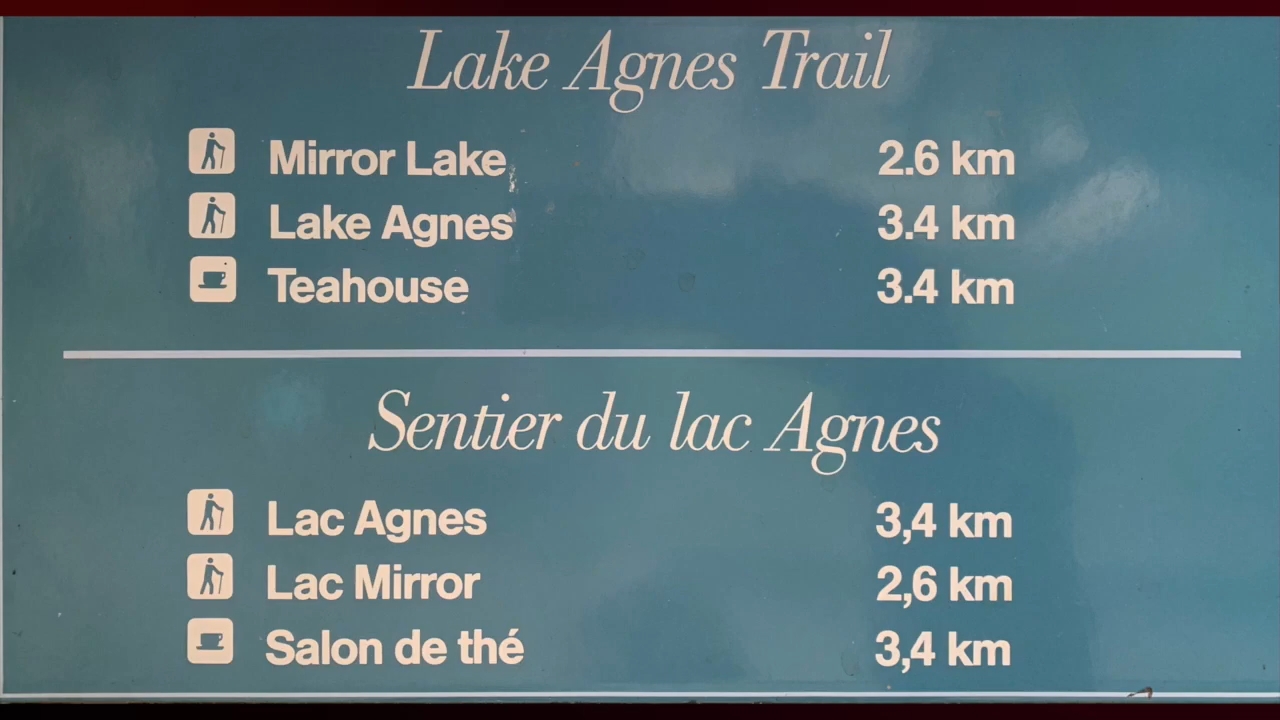 Lake Agnes Trail
Mirror Lake 2.6 km
Lake Agnes 3.4 km
Teahouse 3.4 km
Sentier du lac Agnes
Lac Agnes 3,4 km
Lac Mirror 2,6 km
Salon de thé 3,4 km